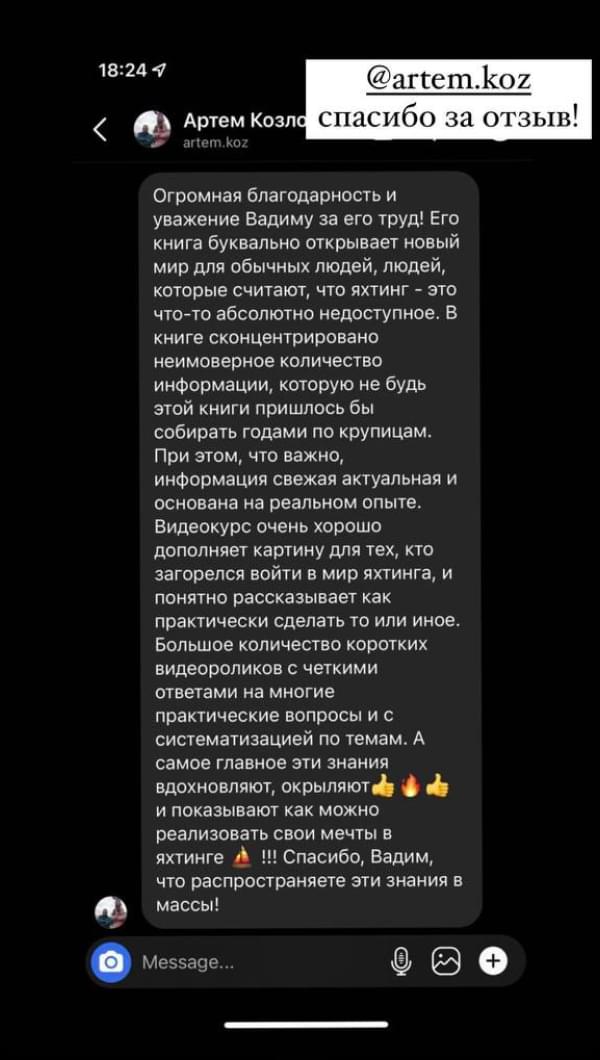 18:24
@artem.koz
спасибо за отзыв!
Артем Козло
artem.koz
Огромная благодарность и
уважение Вадиму за его труд! Его
книга буквально открывает новый
мир для обычных людей, людей,
которые считают, что яхтинг - это
что-то абсолютно недоступное. В
книге сконцентрировано
неимоверное количество
информации, которую не будь
этой книги пришлось бы
собирать годами по крупицам.
При этом, что важно,
информация свежая актуальная и
основана на реальном опыте.
Видеокурс очень хорошо
дополняет картину для тех, кто
загорелся войти в мир яхтинга, и
понятно рассказывает как
практически сделать то или иное.
Большое количество коротких
видеороликов с четкими
ответами на многие
практические вопросы и с
систематизацией по темам. А
самое главное эти знания
вдохновляют, окрыляют👍🔥👍
и показывают как можно
реализовать свои мечты в
яхтинге ⛵ !!! Спасибо, Вадим,
что распространяете эти знания в
массы!
Message...